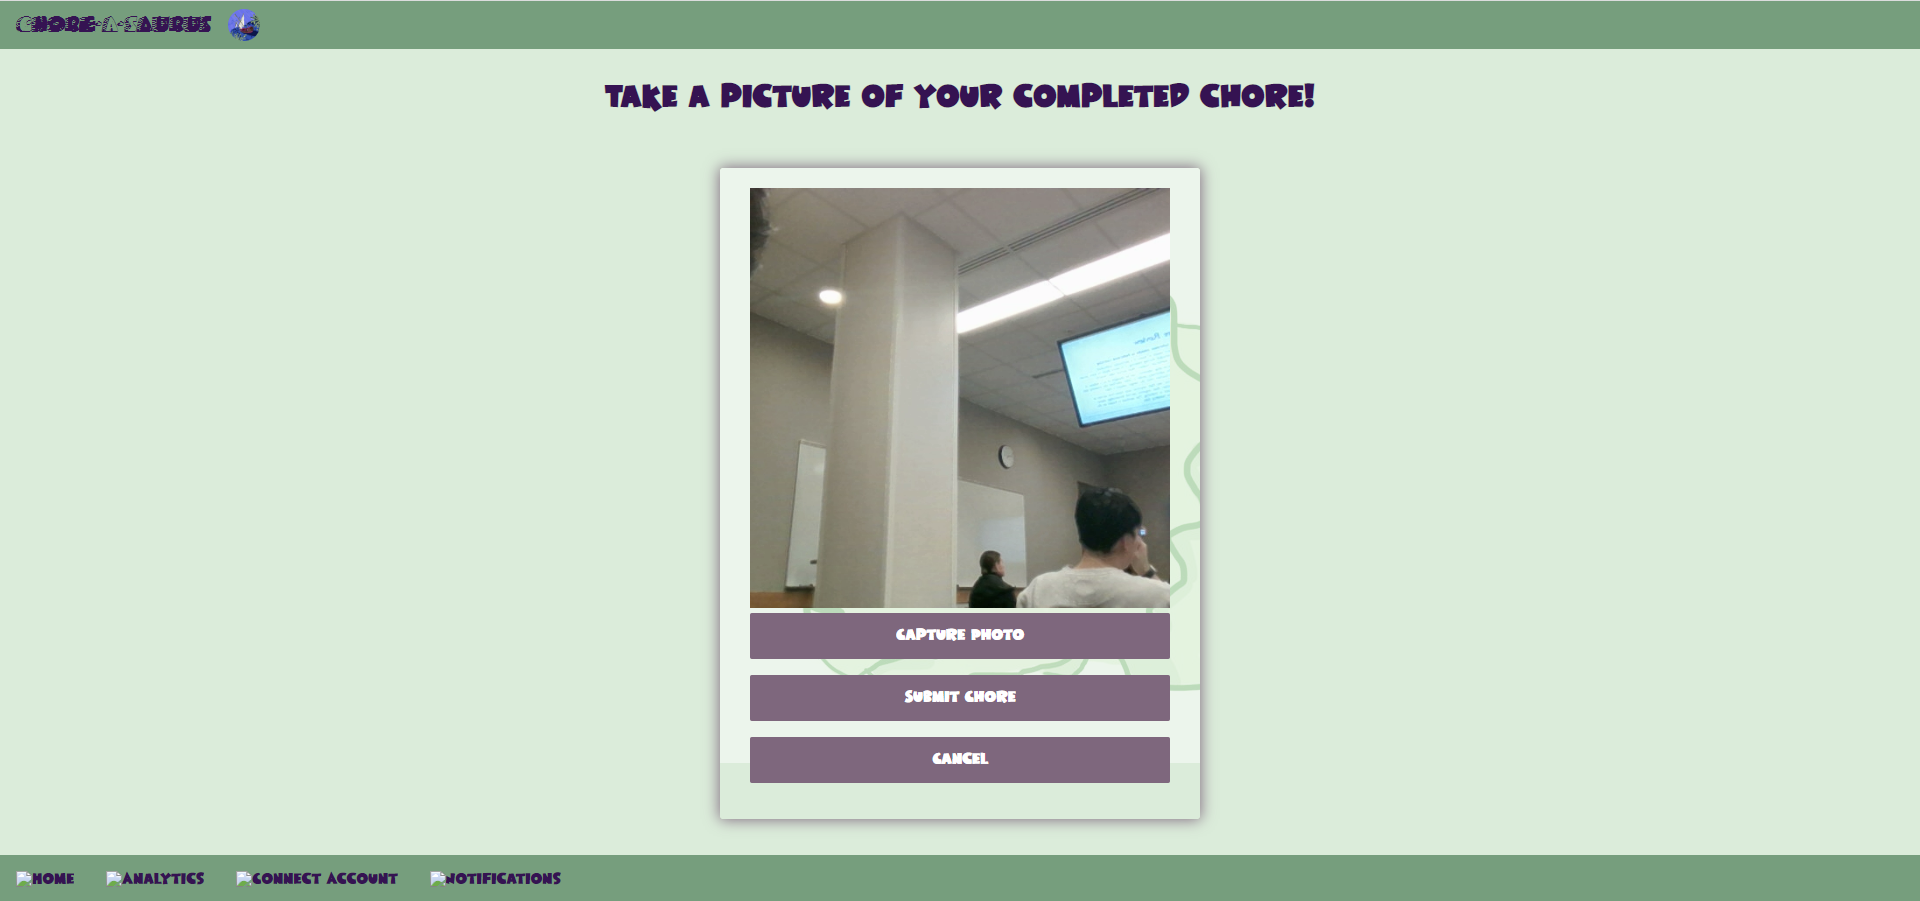 CHORE-A-SAURUS
TAKE A PICTURE OF YOUR COMPLETED CHORE!
CAPTURE PHOTO
SUBMIT CHORE
CANCEL
HOME
ANALYTICS
CONNECT ACCOUNT
NOTIFICATIONS